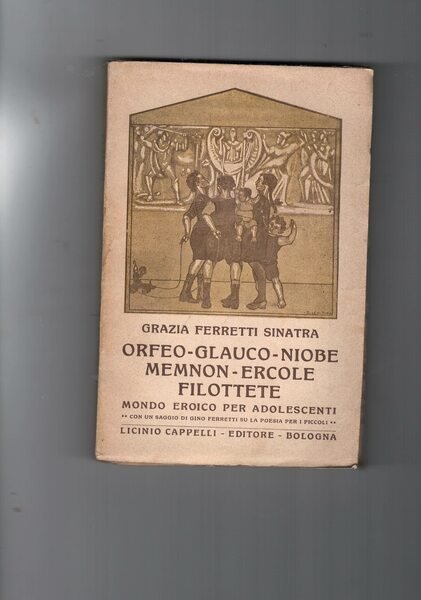 GRAZIA FERRETTI SINATRA
ORFEO-GLAUCO-NIOBE
MEMNON-ERCOLE
FILOTTETE
MONDO EROICO PER ADOLESCENTI
•• CON UN SAGGIO DI GINO FERRETTI SU LA POESIA PER I PICCOLI ••
LICINIO CAPPELLI - EDITORE - BOLOGNA